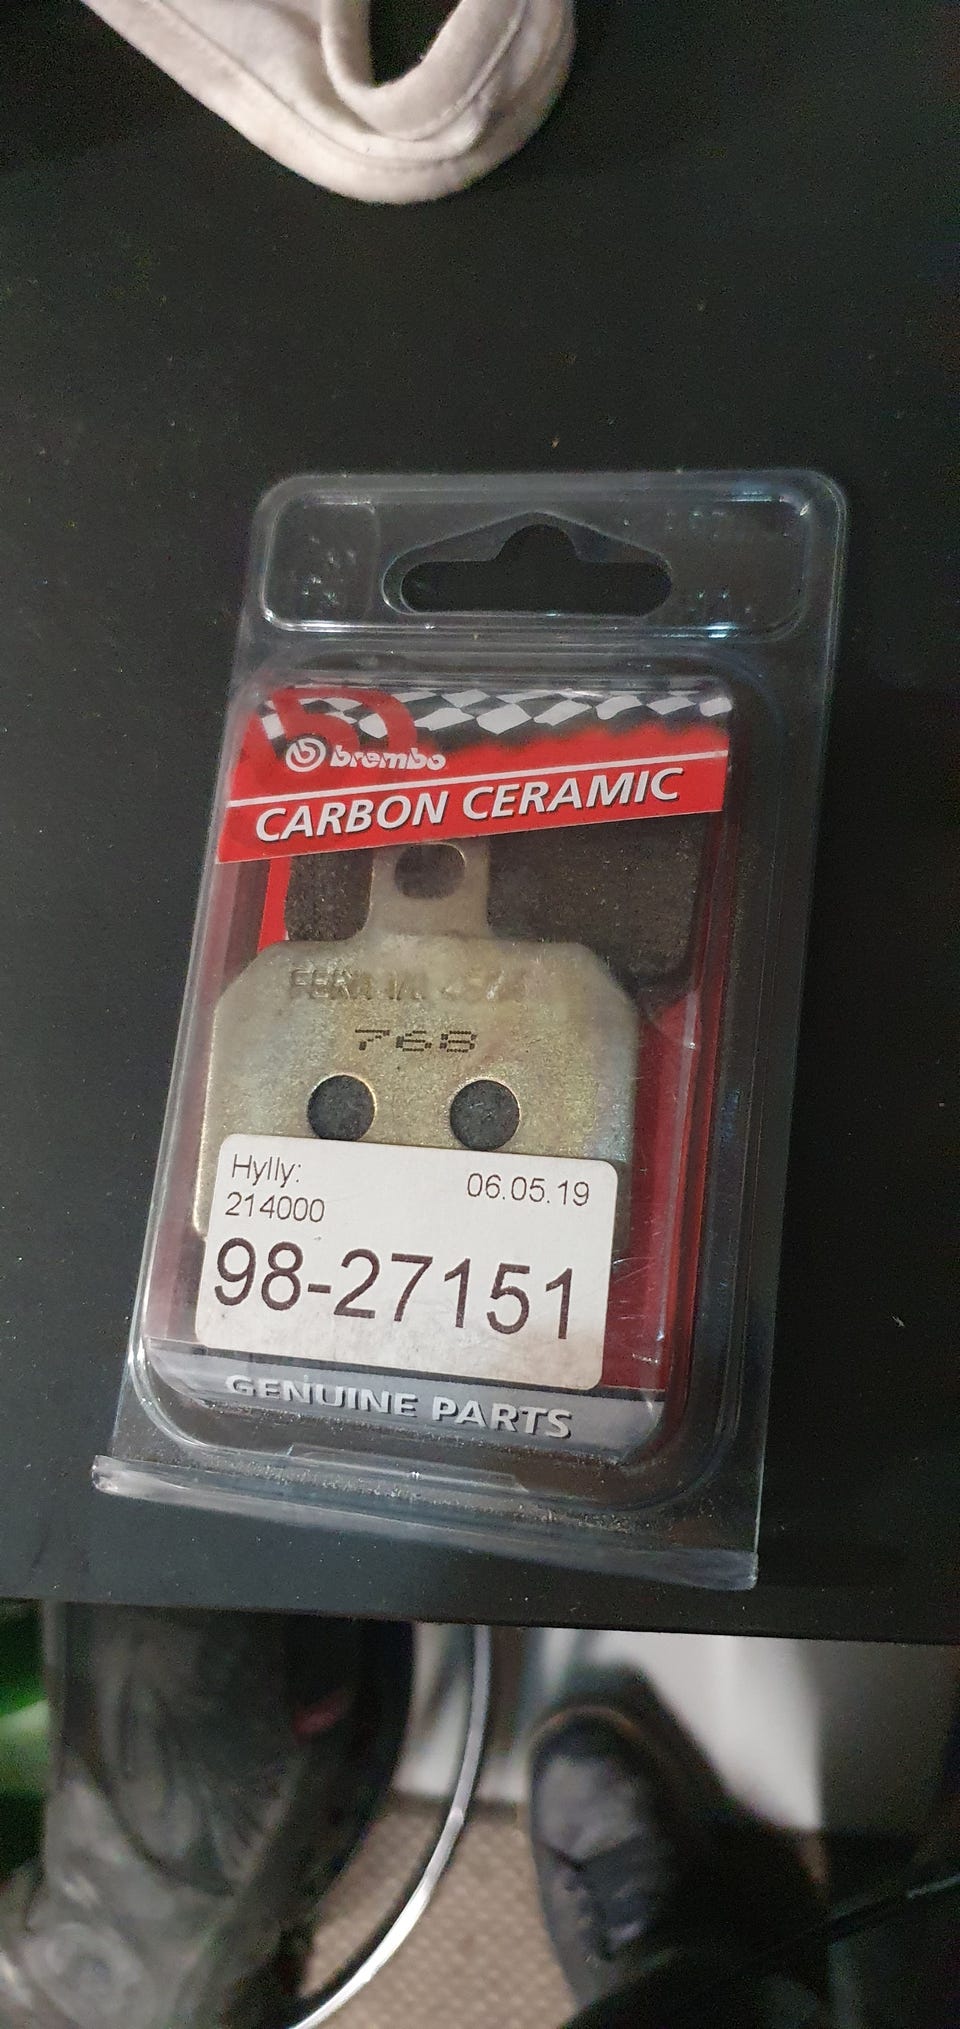 brembo
CARBON CERAMIC
768
Hylly:
06.05.19
214000
98-27151
GENUINE PARTS